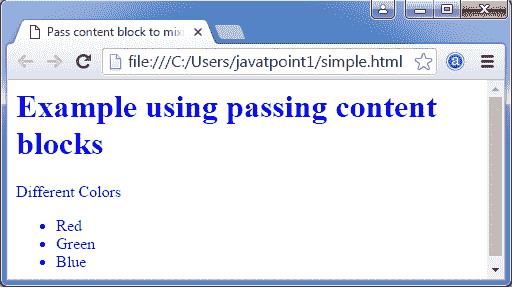 Pass content block to mix
file:///C:/Users/javatpoint1/simple.html
a
Example using passing content
blocks
Different Colors
Red
Green
Blue